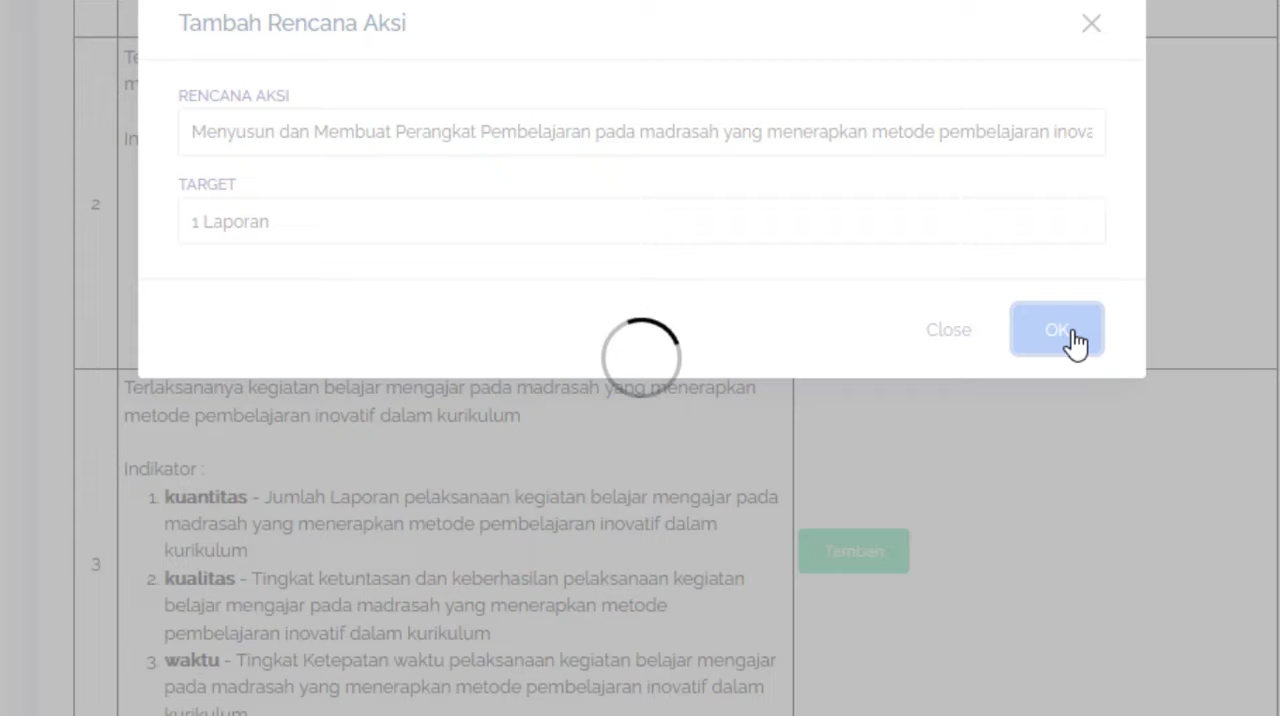 Tambah Rencana Aksi
RENCANA AKSI
Menyusun dan Membuat Perangkat Pembelajaran pada madrasah yang menerapkan metode pembelajaran inova
TARGET
1 Laporan
Close
OK
2
3
Terlaksananya kegiatan belajar mengajar pada madrasah yang menerapkan
metode pembelajaran inovatif dalam kurikulum
Indikator :
1. kuantitas - Jumlah Laporan pelaksanaan kegiatan belajar mengajar pada
madrasah yang menerapkan metode pembelajaran inovatif dalam
kurikulum
2. kualitas - Tingkat ketuntasan dan keberhasilan pelaksanaan kegiatan
belajar mengajar pada madrasah yang menerapkan metode
pembelajaran inovatif dalam kurikulum
3. waktu - Tingkat Ketepatan waktu pelaksanaan kegiatan belajar mengajar
pada madrasah yang menerapkan metode pembelajaran inovatif dalam
kurikulum
Tambah